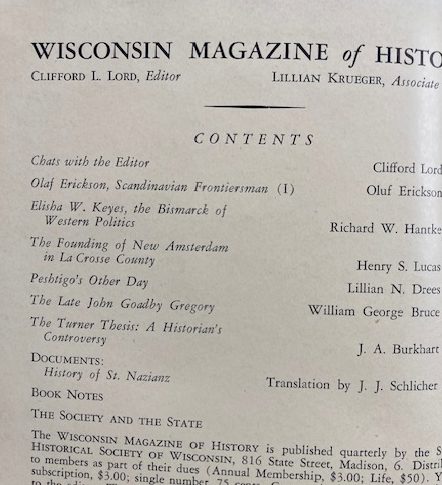 WISCONSIN MAGAZINE of HISTO
CLIFFORD L. LORD, Editor LILLIAN KRUEGER, Associate
CONTENTS
Chats with the Editor Clifford Lord
Olaf Erickson, Scandinavian Frontiersman (I) Oluf Erickson
Elisha W. Keyes, the Bismarck of
Western Politics Richard W. Hantke
The Founding of New Amsterdam
in La Crosse County Henry S. Lucas
Peshtigo's Other Day Lillian N. Drees
The Late John Goadby Gregory William George Bruce
The Turner Thesis: A Historian's
Controversy J. A. Burkhart
DOCUMENTS:
History of St. Nazianz Translation by J. J. Schlicher
BOOK NOTES
THE SOCIETY AND THE STATE
The WISCONSIN MAGAZINE OF HISTORY is published quarterly by the S
HISTORICAL SOCIETY OF WISCONSIN, 816 State Street, Madison, 6. Distri
to members as part of their dues (Annual Membership, $3.00; Life, $50). Y
subscription, $3.00; single number, 75 cents.